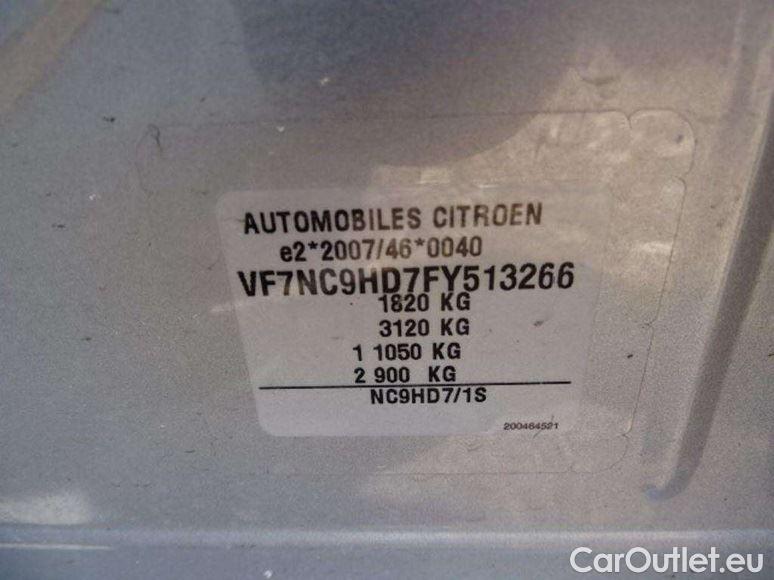 AUTOMOBILES CITROEN
e2*2007/46*0040
VF7NC9HD7FY513266
1820 KG
3120 KG
1 1050 KG
2 900 KG
NC9HD7/1S
200464521
CarOutlet.eu